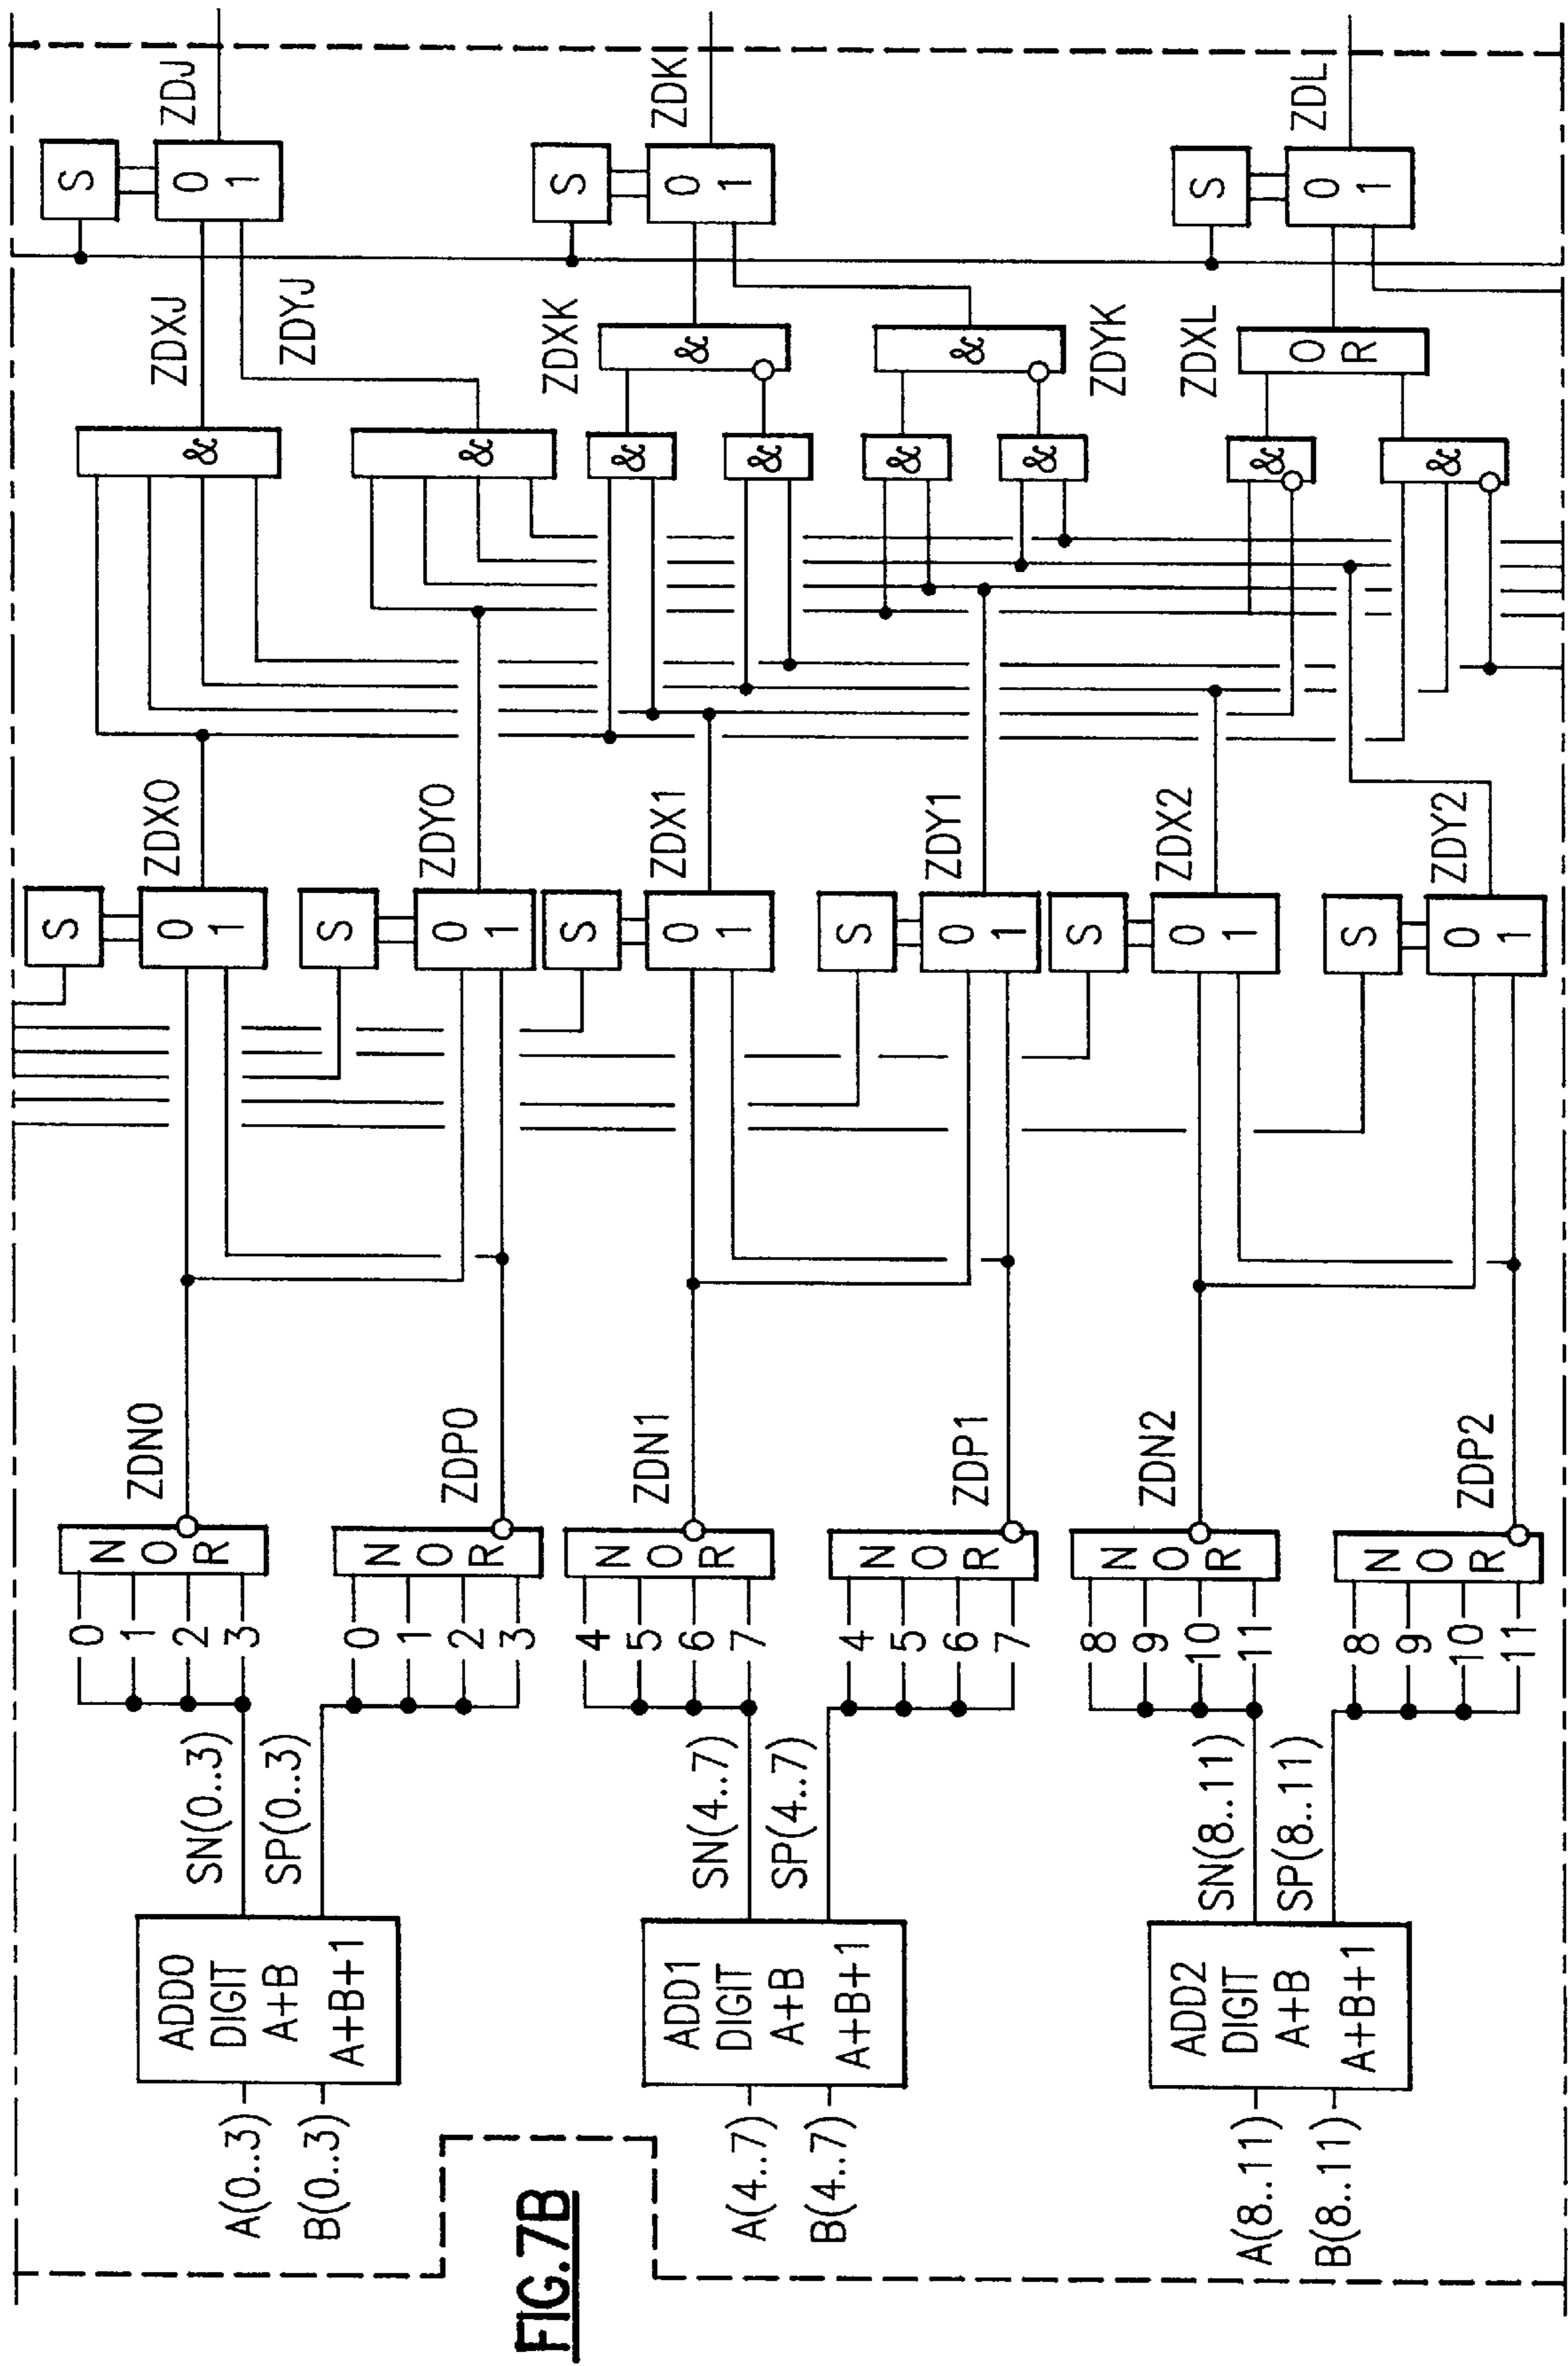 FIG.7B
A(0..3)
B(0..3)
ADD0
DIGIT
A+B
A+B+1
SN(0..3)
SP(0..3)
0
1
2
3
NOR
ZDN0
S
0
1
ZDX0
&
ZDXJ
S
0
1
ZDJ
0
1
2
3
NOR
ZDP0
S
0
1
ZDY0
&
ZDYJ
A(4..7)
B(4..7)
ADD1
DIGIT
A+B
A+B+1
SN(4..7)
SP(4..7)
4
5
6
7
NOR
ZDN1
S
0
1
ZDX1
&
&
&
ZDXK
S
0
1
ZDK
4
5
6
7
NOR
ZDP1
S
0
1
ZDY1
&
&
&
ZDYK
A(8..11)
B(8..11)
ADD2
DIGIT
A+B
A+B+1
SN(8..11)
SP(8..11)
8
9
10
11
NOR
ZDN2
S
0
1
ZDX2
&
&
OR
ZDXL
S
0
1
ZDL
8
9
10
11
NOR
ZDP2
S
0
1
ZDY2